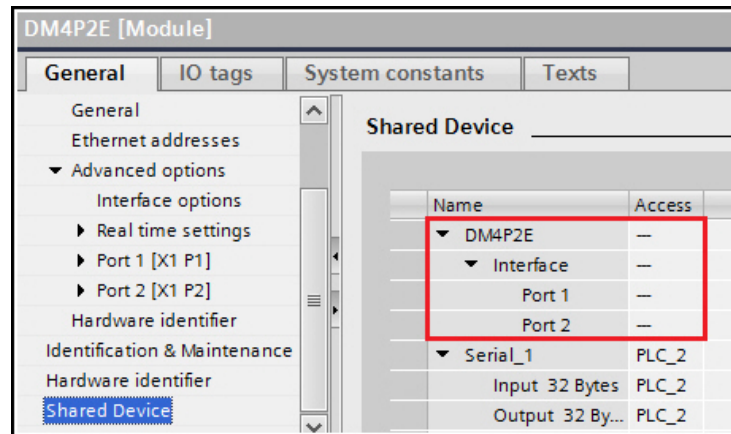 DM4P2E [Module]
General IO tags System constants Texts
General
Ethernet addresses
Advanced options
Interface options
Real time settings
Port 1 [X1 P1]
Port 2 [X1 P2]
Hardware identifier
Identification & Maintenance
Hardware identifier
Shared Device
Shared Device
Name Access
DM4P2E ---
Interface ---
Port 1 ---
Port 2 ---
Serial_1 PLC_2
Input 32 Bytes PLC_2
Output 32 By... PLC_2